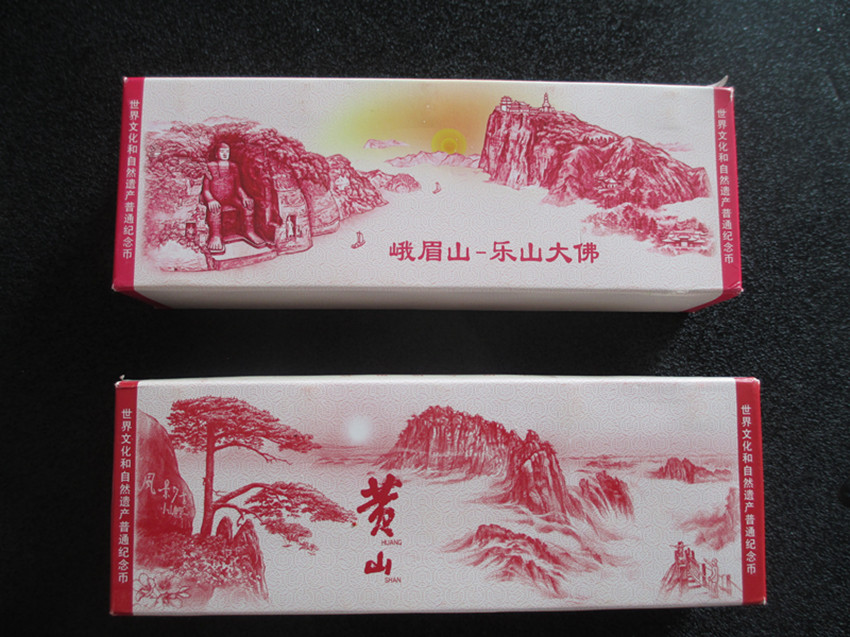 世界文化和自然遗产普通纪念币
峨眉山-乐山大佛
世界文化和自然遗产普通纪念币
世界文化和自然遗产普通纪念币
黄山
HUANG
SHAN
世界文化和自然遗产普通纪念币